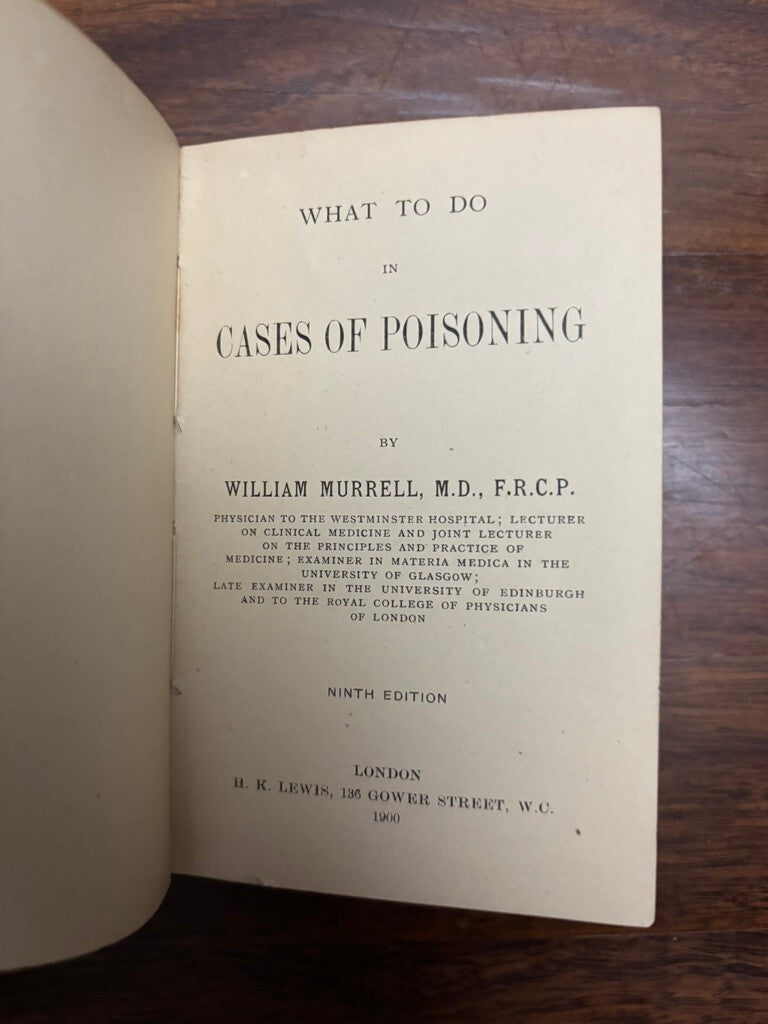 WHAT TO DO
IN
CASES OF POISONING
BY
WILLIAM MURRELL, M.D., F.R.C.P.
PHYSICIAN TO THE WESTMINSTER HOSPITAL; LECTURER
ON CLINICAL MEDICINE AND JOINT LECTURER
ON THE PRINCIPLES AND PRACTICE OF
MEDICINE; EXAMINER IN MATERIA MEDICA IN THE
UNIVERSITY OF GLASGOW;
LATE EXAMINER IN THE UNIVERSITY OF EDINBURGH
AND TO THE ROYAL COLLEGE OF PHYSICIANS
OF LONDON
NINTH EDITION
LONDON
H. K. LEWIS, 136 GOWER STREET, W.C.
1900